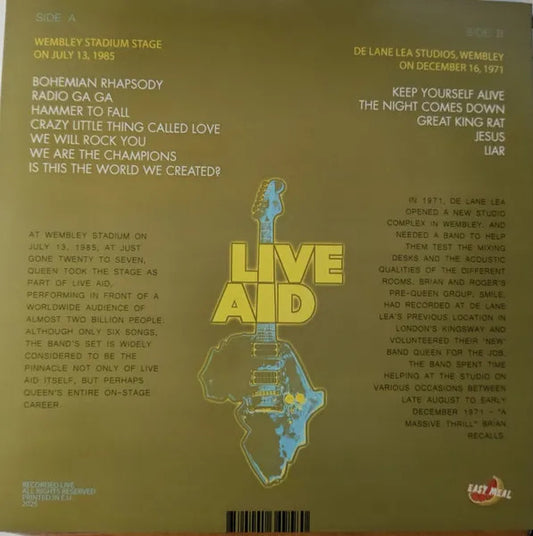 SIDE A
WEMBLEY STADIUM STAGE
ON JULY 13, 1985
BOHEMIAN RHAPSODY
RADIO GA GA
HAMMER TO FALL
CRAZY LITTLE THING CALLED LOVE
WE WILL ROCK YOU
WE ARE THE CHAMPIONS
IS THIS THE WORLD WE CREATED?
SIDE B
DE LANE LEA STUDIOS, WEMBLEY
ON DECEMBER 16, 1971
KEEP YOURSELF ALIVE
THE NIGHT COMES DOWN
GREAT KING RAT
JESUS
LIAR
AT WEMBLEY STADIUM ON
JULY 13, 1985, AT JUST
GONE TWENTY TO SEVEN,
QUEEN TOOK THE STAGE AS
PART OF LIVE AID,
PERFORMING IN FRONT OF A
WORLDWIDE AUDIENCE OF
ALMOST TWO BILLION PEOPLE.
ALTHOUGH ONLY SIX SONGS,
THE BAND'S SET IS WIDELY
CONSIDERED TO BE THE
PINNACLE NOT ONLY OF LIVE
AID ITSELF, BUT PERHAPS
QUEEN'S ENTIRE ON-STAGE
CAREER.
LIVE
AID
IN 1971, DE LANE LEA
OPENED A NEW STUDIO
COMPLEX IN WEMBLEY, AND
NEEDED A BAND TO HELP
THEM TEST THE MIXING
DESKS AND THE ACOUSTIC
QUALITIES OF THE DIFFERENT
ROOMS. BRIAN AND ROGER'S
PRE-QUEEN GROUP, SMILE,
HAD RECORDED AT DE LANE
LEA'S PREVIOUS LOCATION IN
LONDON'S KINGSWAY AND
VOLUNTEERED THEIR 'NEW'
BAND QUEEN FOR THE JOB.
THE BAND SPENT TIME
HELPING AT THE STUDIO ON
VARIOUS OCCASIONS BETWEEN
LATE AUGUST TO EARLY
DECEMBER 1971 - "A
MASSIVE THRILL" BRIAN
RECALLS.
RECORDED LIVE
ALL RIGHTS RESERVED
PRINTED IN E.U.
2025
EASY MEAL